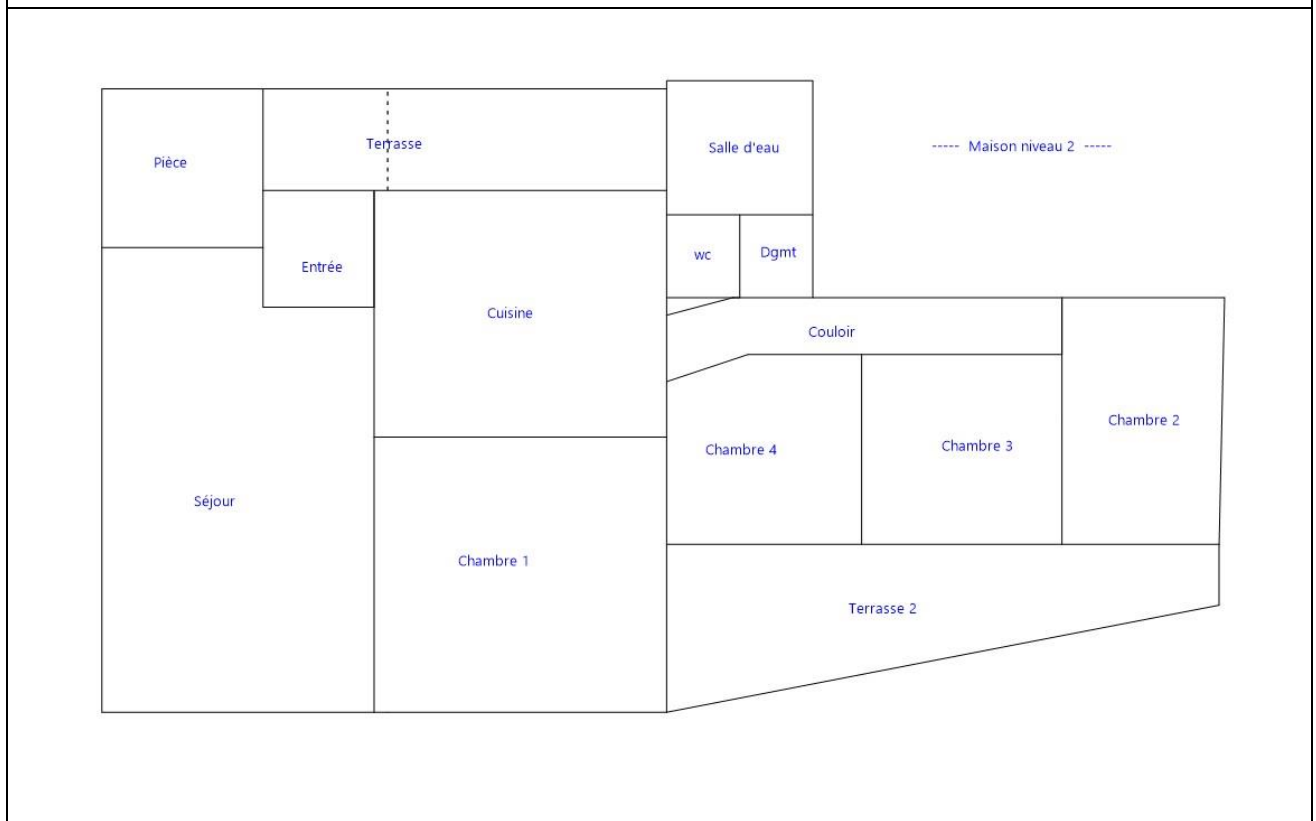 Terrasse
Salle d'eau
----- Maison niveau 2 -----
Pièce
wc
Dgmt
Entrée
Cuisine
Couloir
Chambre 2
Chambre 4
Chambre 3
Séjour
Chambre 1
Terrasse 2